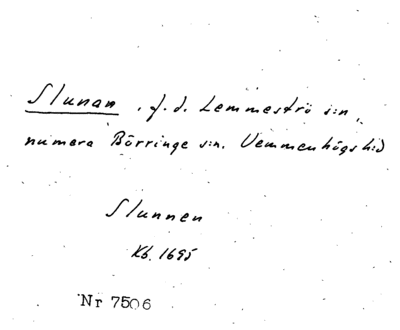 Slunan, f.d. Lemmeströ s:n,
numera Börringe s:n. Vemmenhögs h:d
Slunnen
Kb. 1695
Nr 7506